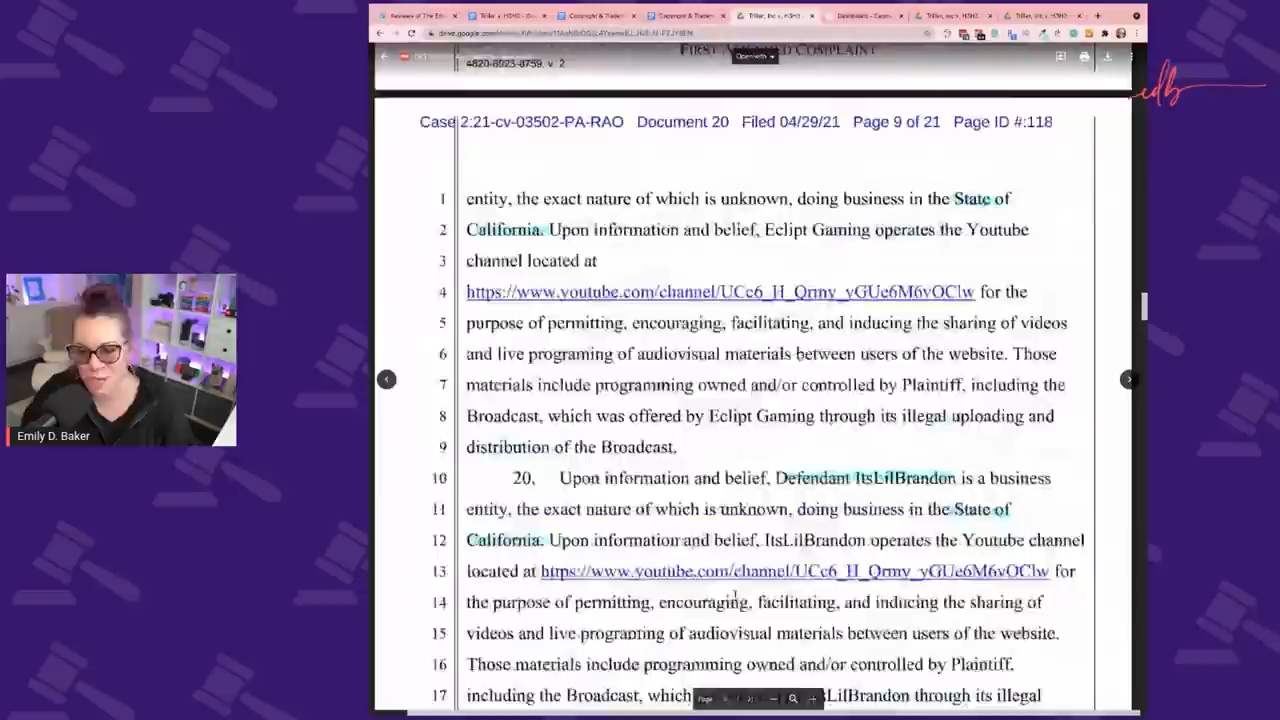 Triller, Inc v. H3H3...
FIRST AMENDED COMPLAINT
Open with
4820-8923-8759, v. 2
edb
Case 2:21-cv-03502-PA-RAO Document 20 Filed 04/29/21 Page 9 of 21 Page ID #:118
1 entity, the exact nature of which is unknown, doing business in the State of
2 California. Upon information and belief, Eclipt Gaming operates the Youtube
3 channel located at
4 https://www.youtube.com/channel/UCc6_H_Qrmy_yGUe6M6vOClw for the
5 purpose of permitting, encouraging, facilitating, and inducing the sharing of videos
6 and live programing of audiovisual materials between users of the website. Those
7 materials include programming owned and/or controlled by Plaintiff, including the
8 Broadcast, which was offered by Eclipt Gaming through its illegal uploading and
9 distribution of the Broadcast.
10 20. Upon information and belief, Defendant ItsLilBrandon is a business
11 entity, the exact nature of which is unknown, doing business in the State of
12 California. Upon information and belief, ItsLilBrandon operates the Youtube channel
13 located at https://www.youtube.com/channel/UCc6_H_Qrmy_yGUe6M6vOClw for
14 the purpose of permitting, encouraging, facilitating, and inducing the sharing of
15 videos and live programing of audiovisual materials between users of the website.
16 Those materials include programming owned and/or controlled by Plaintiff,
17 including the Broadcast, which LilBrandon through its illegal
Page
Emily D. Baker